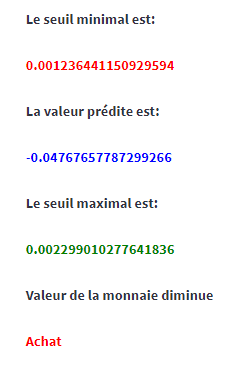 Le seuil minimal est:
0.001236441150929594
La valeur prédite est:
-0.04767657787299266
Le seuil maximal est:
0.002299010277641836
Valeur de la monnaie diminue
Achat